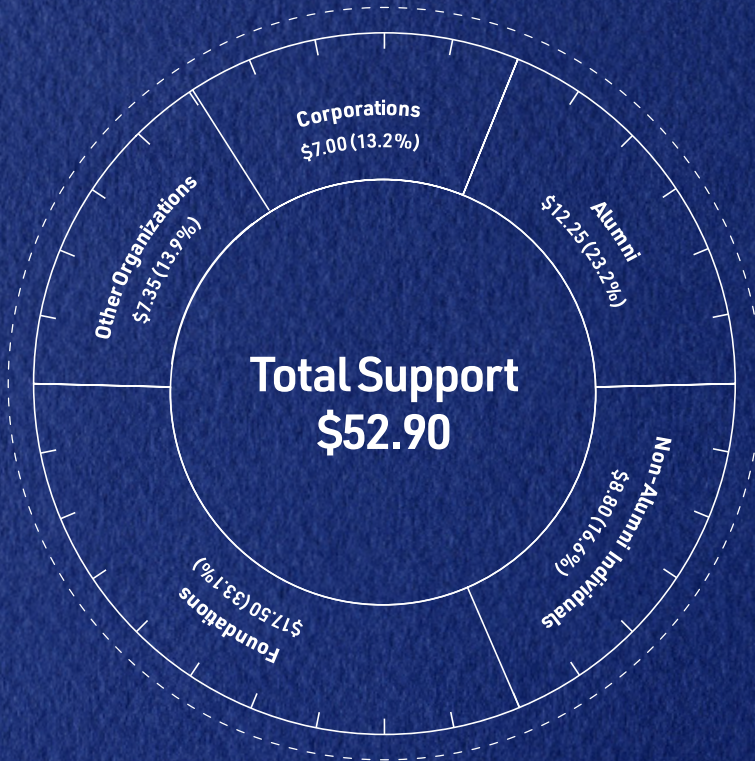 Corporations
$7.00 (13.2%)
Alumni
$12.25 (23.2%)
Non-Alumni Individuals
$8.80 (16.6%)
Foundations
$17.50 (33.1%)
Other Organizations
$7.35 (13.9%)
Total Support
$52.90